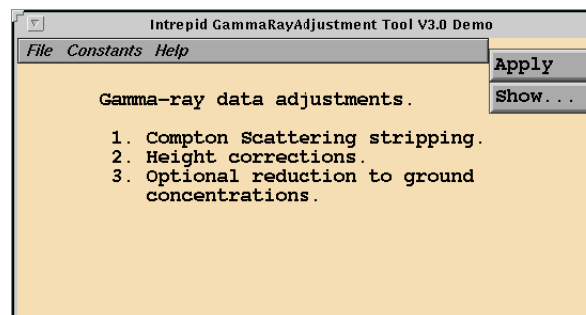 Intrepid GammaRayAdjustment Tool V3.0 Demo
File Constants Help
Apply
Show...
Gamma-ray data adjustments.
1. Compton Scattering stripping.
2. Height corrections.
3. Optional reduction to ground
concentrations.